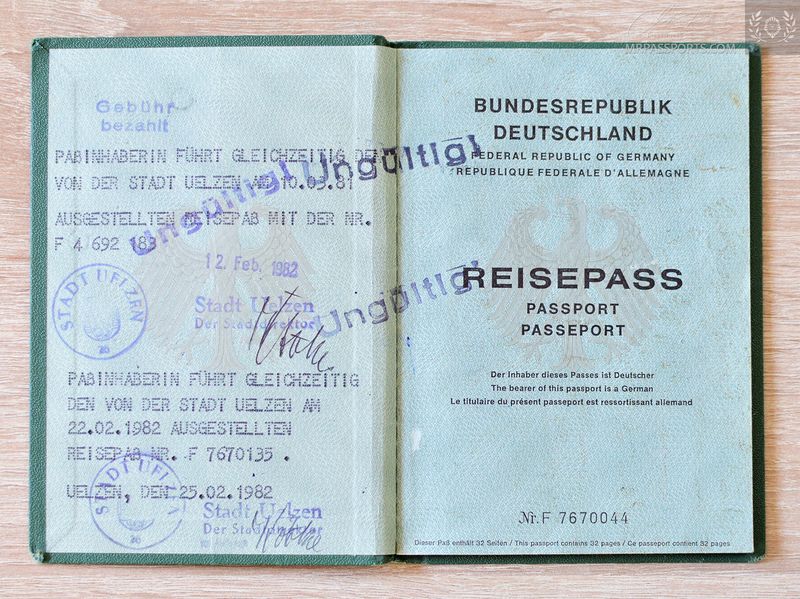 MRPASSPORTS.COM
Gebühr
bezahlt
PAßINHABERIN FÜHRT GLEICHZEITIG DEN
VON DER STADT UELZEN AM 10.03.81
AUSGESTELLTEN REISEPAß MIT DER NR.
F 4 692 183
Ungültig!
Ungültig!
12. Feb. 1982
STADT UELZEN
Stadt Uelzen
Der Stadtdirektor
Ungültig!
PAßINHABERIN FÜHRT GLEICHZEITIG
DEN VON DER STADT UELZEN AM
22.02.1982 AUSGESTELLTEN
REISEPAß NR. F 7670135 .
UELZEN, DEN 25.02.1982
STADT UELZEN
Stadt Uelzen
Der Stadtdirektor
BUNDESREPUBLIK
DEUTSCHLAND
FEDERAL REPUBLIC OF GERMANY
REPUBLIQUE FEDERALE D'ALLEMAGNE
REISEPASS
PASSPORT
PASSEPORT
Der Inhaber dieses Passes ist Deutscher
The bearer of this passport is a German
Le titulaire du présent passeport est ressortissant allemand
Nr. F 7670044
Dieser Paß enthält 32 Seiten / This passport contains 32 pages / Ce passeport contient 32 pages